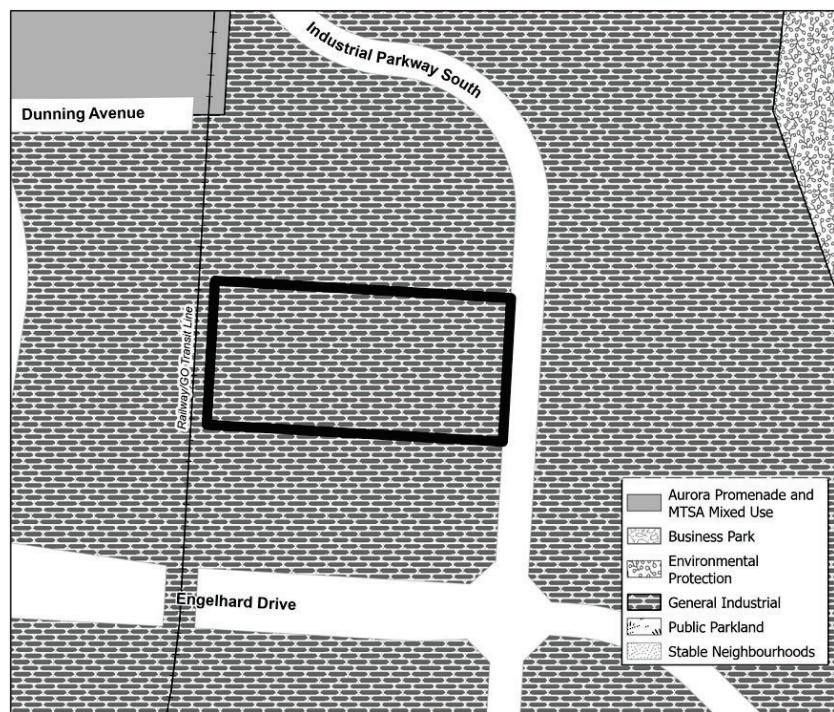 Industrial Parkway South
Dunning Avenue
Railway/GO Transit Line
Engelhard Drive
Aurora Promenade and
MTSA Mixed Use
Business Park
Environmental
Protection
General Industrial
Public Parkland
Stable Neighbourhoods